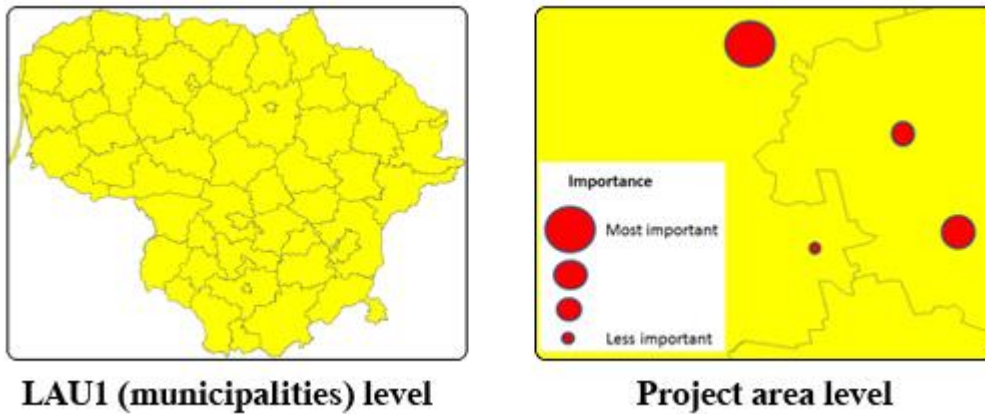 Importance
Most important
Less important
LAU1 (municipalities) level
Project area level